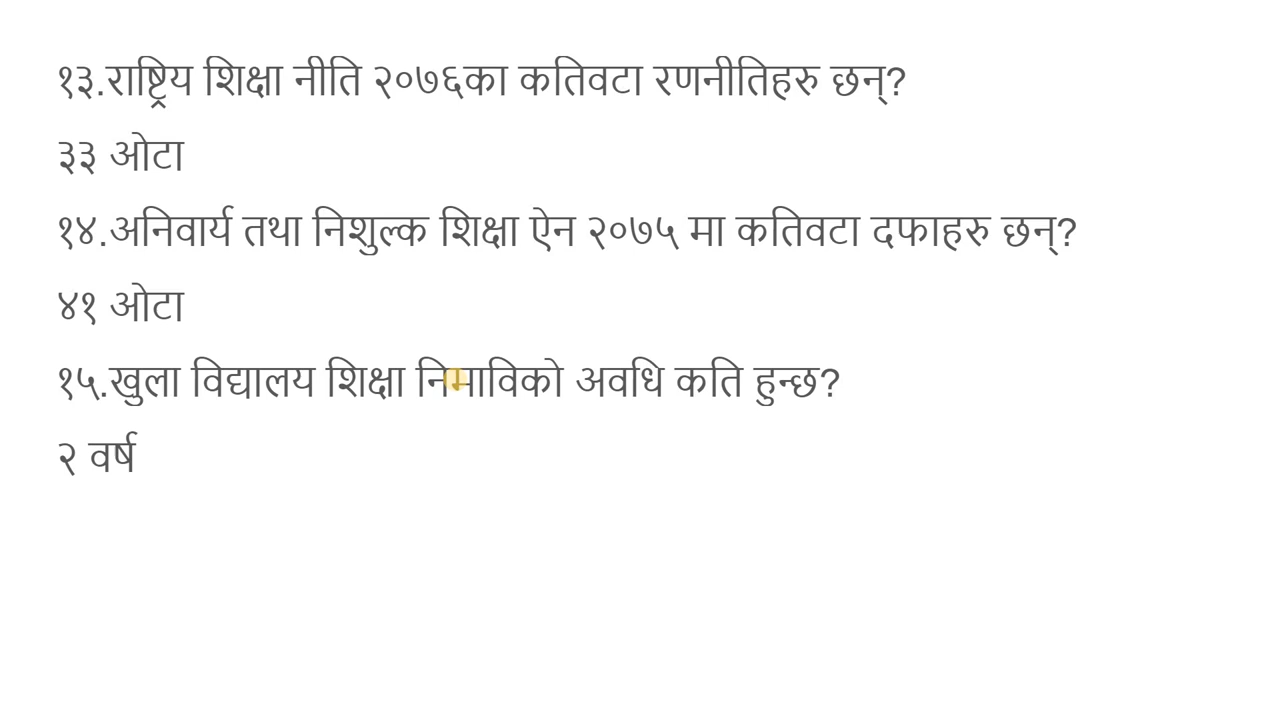 १३.राष्ट्रिय शिक्षा नीति २०७६का कतिवटा रणनीतिहरु छन्?
३३ ओटा
१४.अनिवार्य तथा निशुल्क शिक्षा ऐन २०७५ मा कतिवटा दफाहरु छन्?
४१ ओटा
१५.खुला विद्यालय शिक्षा निमाविको अवधि कति हुन्छ?
२ वर्ष